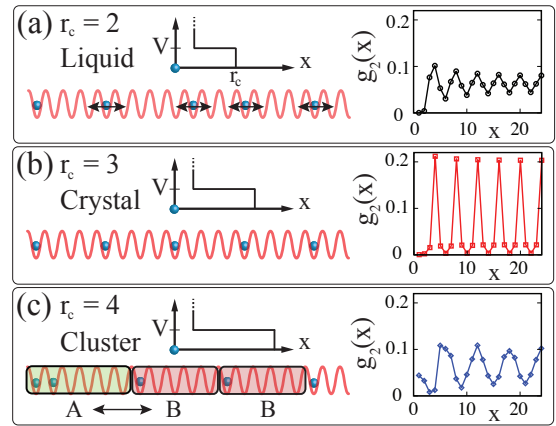 (a) r_c = 2
Liquid
V
r_c
x
g_2(x)
0.2
0.1
0
0 10 20
x
(b) r_c = 3
Crystal
V
x
g_2(x)
0.2
0.1
0
0 10 20
x
(c) r_c = 4
Cluster
V
x
A B B
g_2(x)
0.2
0.1
0
0 10 20
x